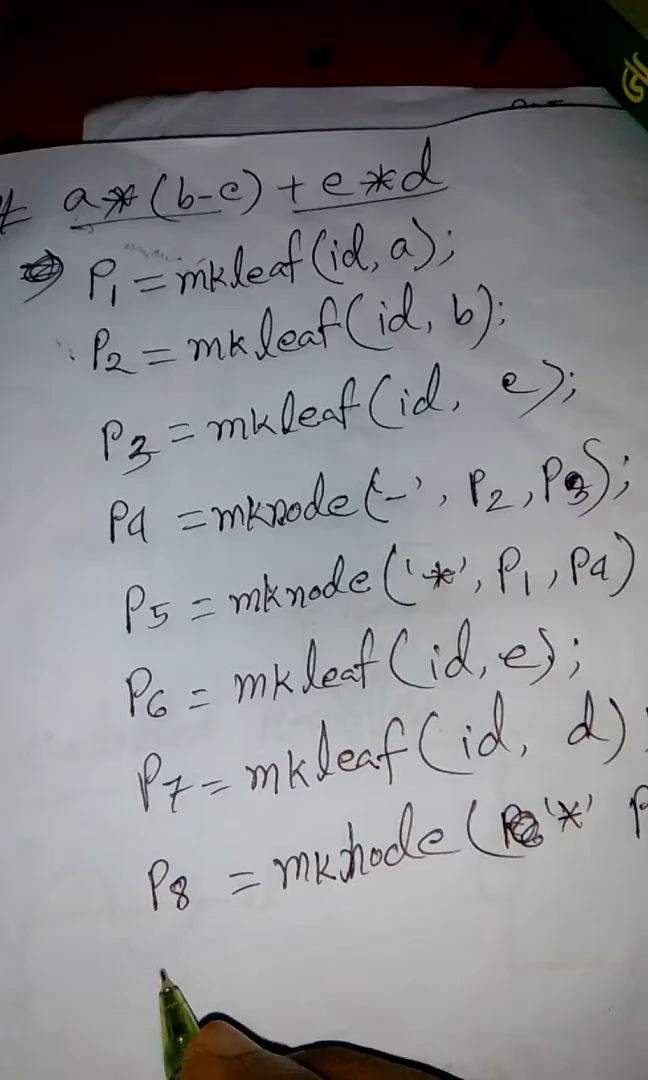 a*(b-c)+e*d
P1=mkleaf(id,a);
P2=mkleaf(id,b);
P3=mkleaf(id, e);
P4=mknode('-', P2,P3);
P5=mknode('*', P1,P4)
P6=mkleaf(id,e);
P7=mkleaf(id, d);
P8=mknode('*' P